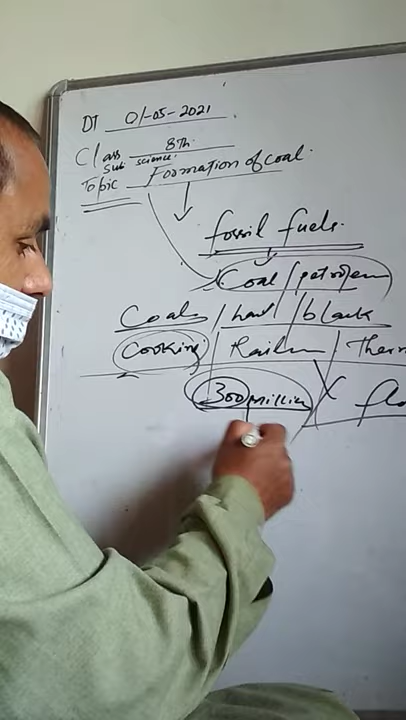 DT 01-05-2021
Class 8th
Sub science.
Topic Formation of coal.
fossil fuels.
Coal/petroleum
Coal/hard/black
Cooking/Railway/Therm
300 million